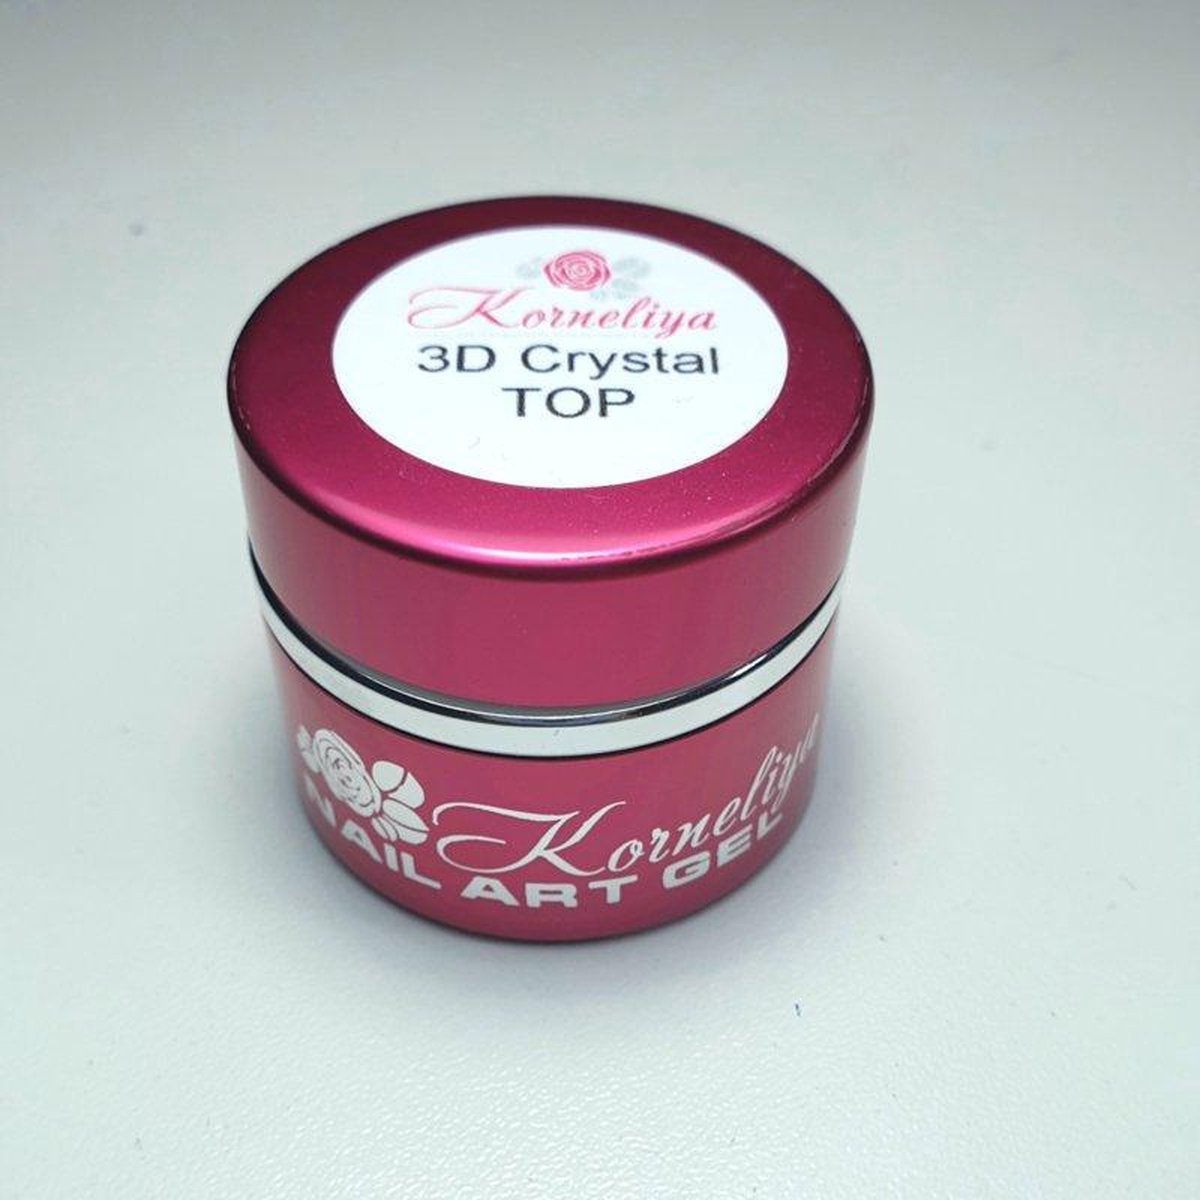 Korneliya
3D Crystal
TOP
Korneliya
NAIL ART GEL